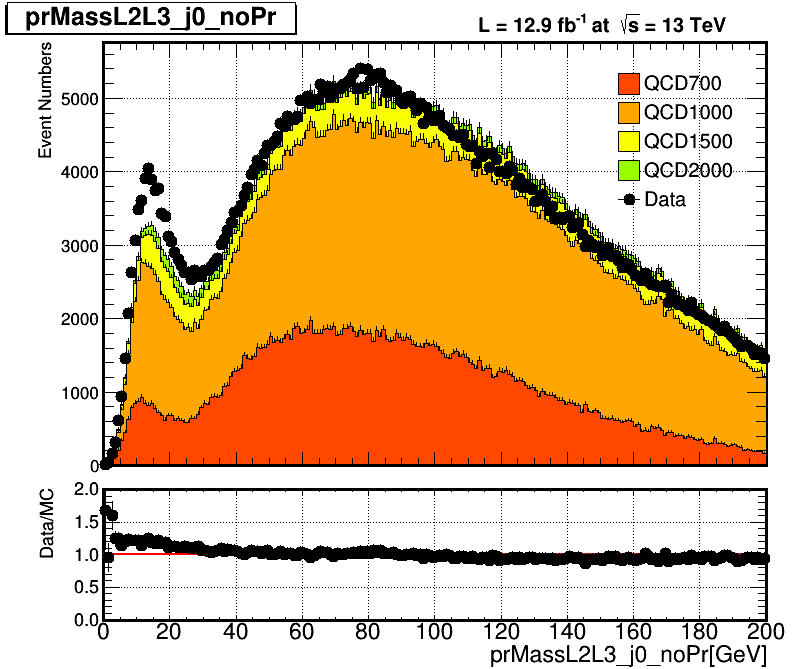 prMassL2L3_j0_noPr
L = 12.9 fb-1 at √s = 13 TeV
Event Numbers
5000
4000
3000
2000
1000
0
QCD700
QCD1000
QCD1500
QCD2000
Data
Data/MC
2.0
1.5
1.0
0.5
0.0
0 20 40 60 80 100 120 140 160 180 200
prMassL2L3_j0_noPr[GeV]